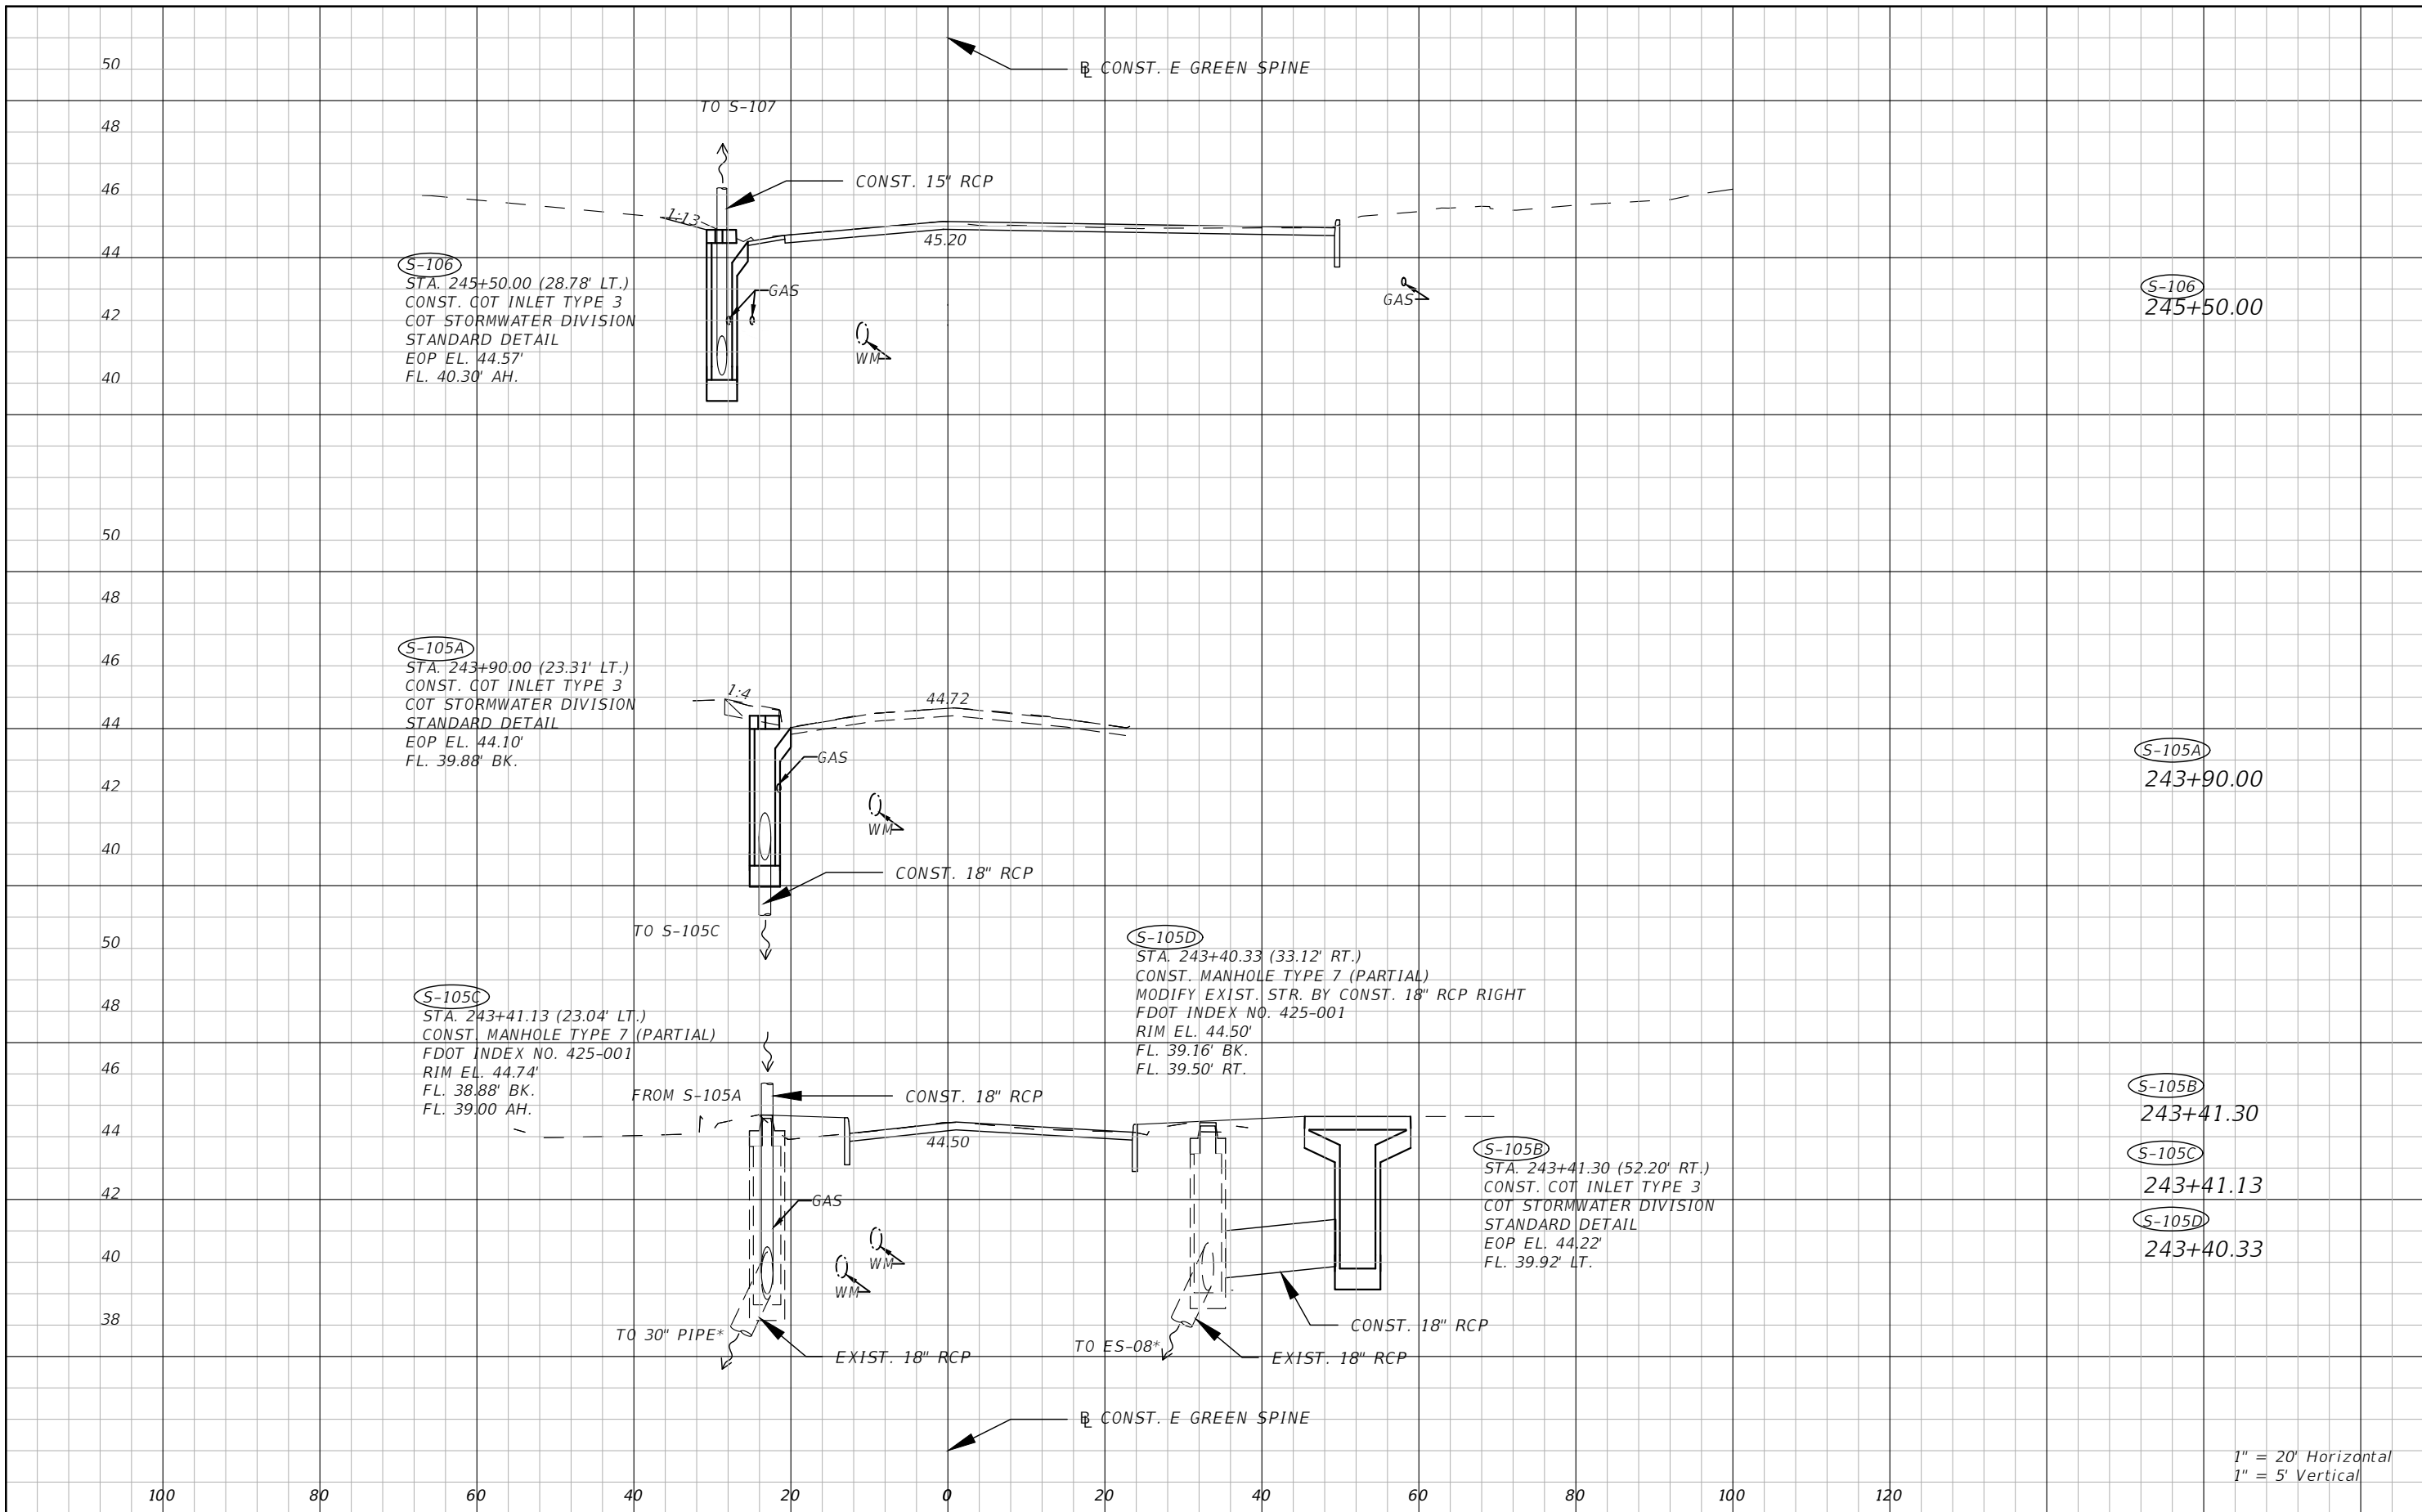 50
℄ CONST. E GREEN SPINE
TO S-107
48
46
CONST. 15" RCP
1:13
44
45.20
S-106
STA. 245+50.00 (28.78' LT.)
CONST. COT INLET TYPE 3
COT STORMWATER DIVISION
STANDARD DETAIL
EOP EL. 44.57'
FL. 40.30' AH.
GAS
GAS
S-106
245+50.00
42
WM
40
50
48
S-105A
STA. 243+90.00 (23.31' LT.)
CONST. COT INLET TYPE 3
COT STORMWATER DIVISION
STANDARD DETAIL
EOP EL. 44.10'
FL. 39.88' BK.
46
1:4
44.72
44
GAS
S-105A
243+90.00
42
WM
40
CONST. 18" RCP
TO S-105C
50
S-105D
STA. 243+40.33 (33.12' RT.)
CONST. MANHOLE TYPE 7 (PARTIAL)
MODIFY EXIST. STR. BY CONST. 18" RCP RIGHT
FDOT INDEX NO. 425-001
RIM EL. 44.50'
FL. 39.16' BK.
FL. 39.50' RT.
S-105C
STA. 243+41.13 (23.04' LT.)
CONST. MANHOLE TYPE 7 (PARTIAL)
FDOT INDEX NO. 425-001
RIM EL. 44.74'
FL. 38.88' BK.
FL. 39.00 AH.
48
46
FROM S-105A
CONST. 18" RCP
S-105B
243+41.30
44
44.50
S-105B
STA. 243+41.30 (52.20' RT.)
CONST. COT INLET TYPE 3
COT STORMWATER DIVISION
STANDARD DETAIL
EOP EL. 44.22'
FL. 39.92' LT.
S-105C
243+41.13
42
GAS
S-105D
243+40.33
40
WM
WM
38
TO 30" PIPE*
EXIST. 18" RCP
TO ES-08*
CONST. 18" RCP
EXIST. 18" RCP
℄ CONST. E GREEN SPINE
1" = 20' Horizontal
1" = 5' Vertical
100 80 60 40 20 0 20 40 60 80 100 120